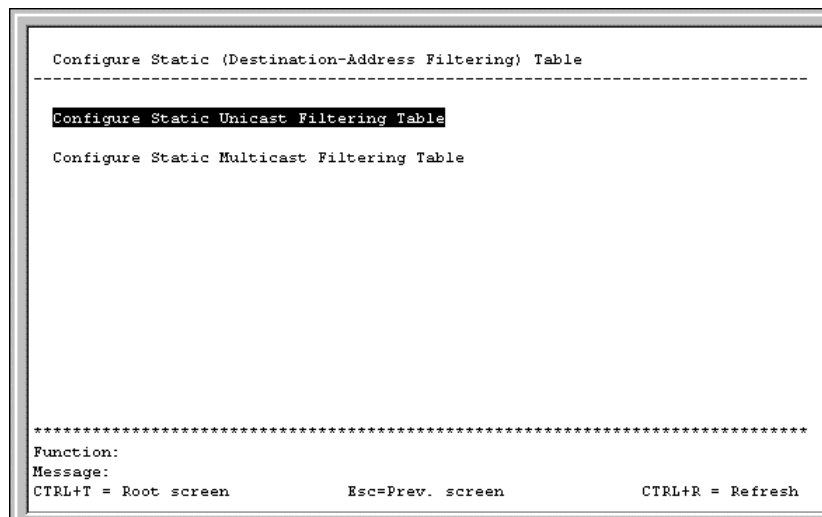 Configure Static (Destination-Address Filtering) Table
--------------------------------------------------------------------------------
Configure Static Unicast Filtering Table
Configure Static Multicast Filtering Table
********************************************************************************
Function:
Message:
CTRL+T = Root screen Esc=Prev. screen CTRL+R = Refresh